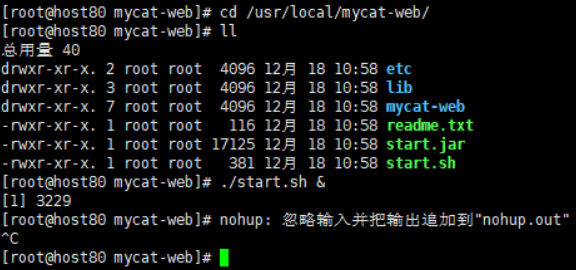 [root@host80 mycat-web]# cd /usr/local/mycat-web/
[root@host80 mycat-web]# ll
总用量 40
drwxr-xr-x. 2 root root  4096 12月 18 10:58 etc
drwxr-xr-x. 3 root root  4096 12月 18 10:58 lib
drwxr-xr-x. 7 root root  4096 12月 18 10:58 mycat-web
-rwxr-xr-x. 1 root root   116 12月 18 10:58 readme.txt
-rwxr-xr-x. 1 root root 17125 12月 18 10:58 start.jar
-rwxr-xr-x. 1 root root   381 12月 18 10:58 start.sh
[root@host80 mycat-web]# ./start.sh &
[1] 3229
[root@host80 mycat-web]# nohup: 忽略输入并把输出追加到"nohup.out"
^C
[root@host80 mycat-web]#